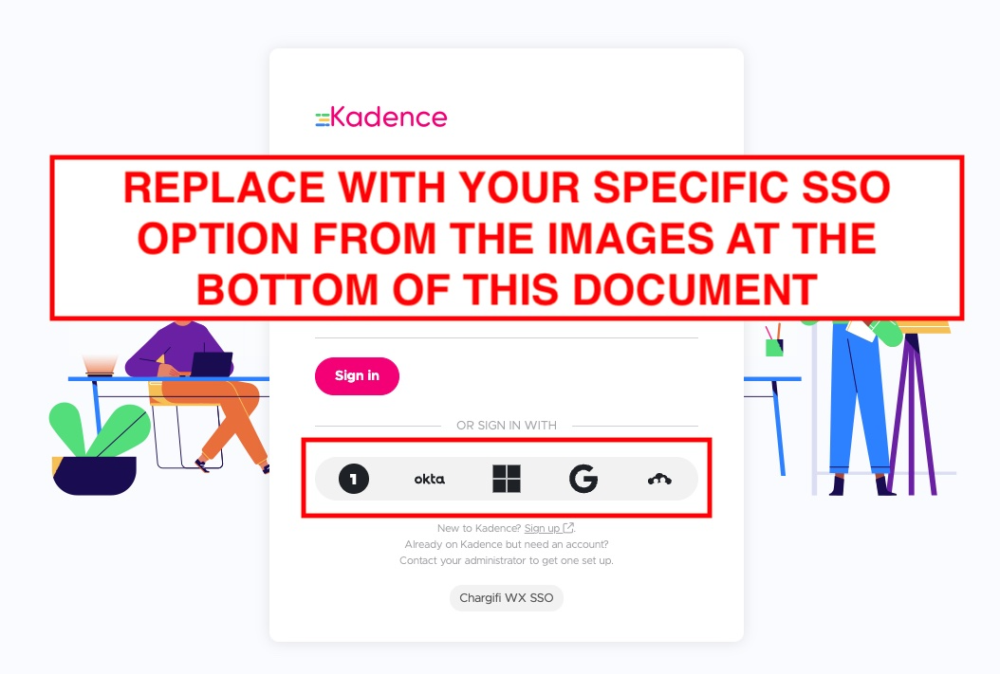 Kadence
REPLACE WITH YOUR SPECIFIC SSO
OPTION FROM THE IMAGES AT THE
BOTTOM OF THIS DOCUMENT
Sign in
OR SIGN IN WITH
1 okta G
New to Kadence? Sign up.
Already on Kadence but need an account?
Contact your administrator to get one set up.
Chargifi WX SSO